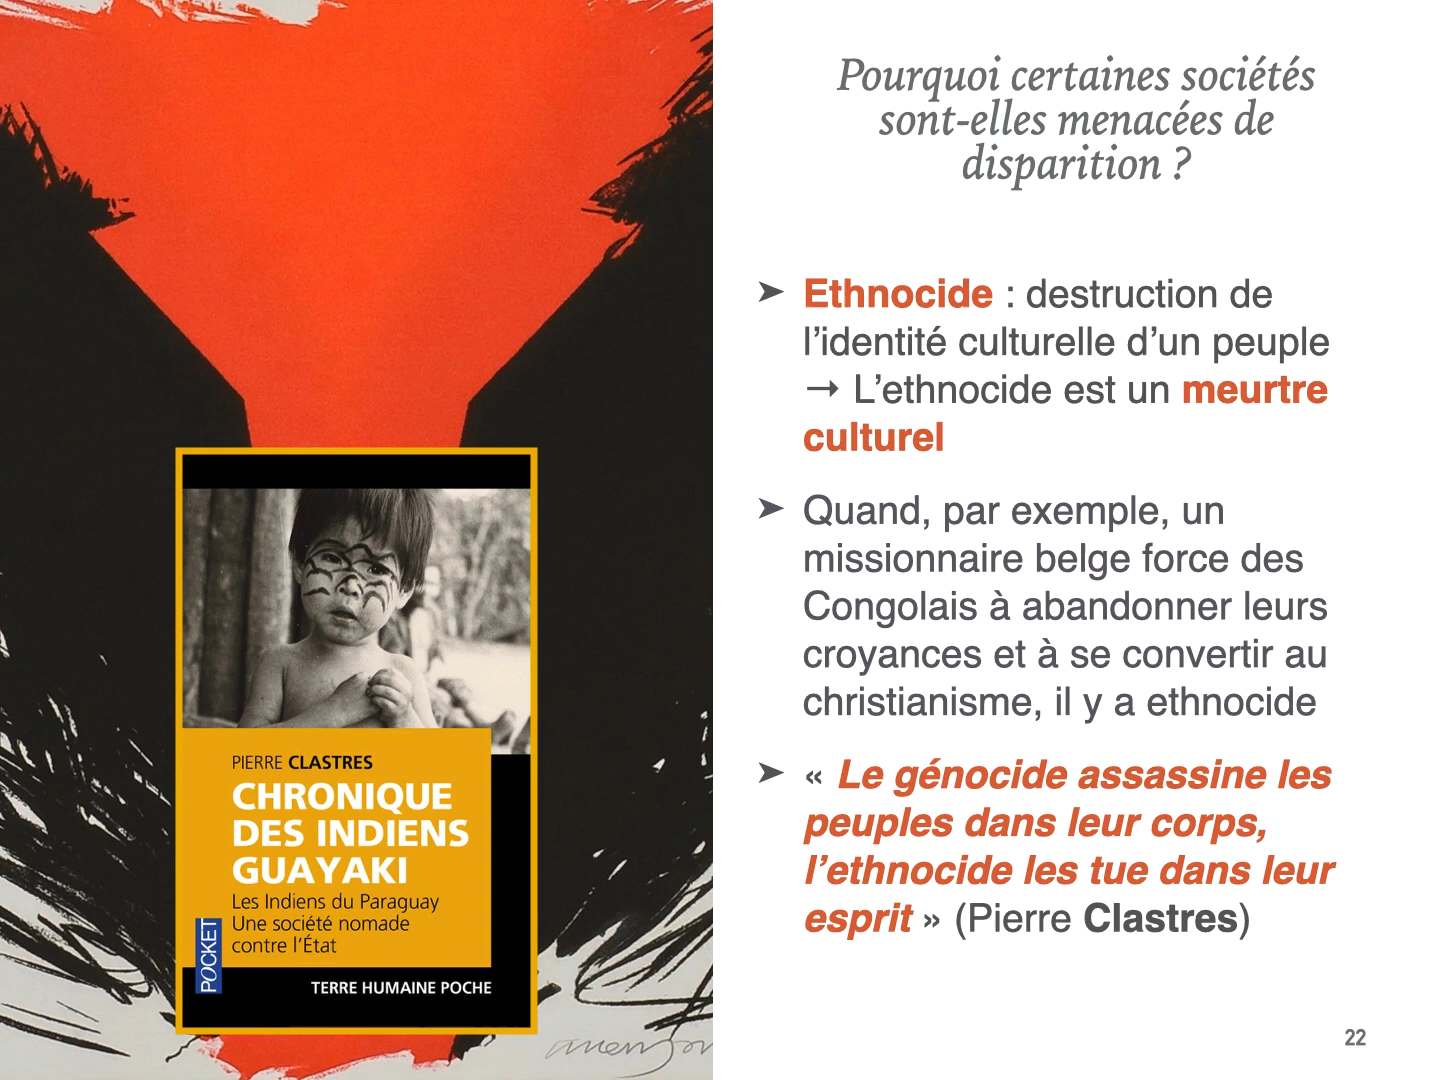 Pourquoi certaines sociétés
sont-elles menacées de
disparition ?
➤ Ethnocide : destruction de
l’identité culturelle d’un peuple
→ L’ethnocide est un meurtre
culturel
➤ Quand, par exemple, un
missionnaire belge force des
Congolais à abandonner leurs
croyances et à se convertir au
christianisme, il y a ethnocide
➤ « Le génocide assassine les
peuples dans leur corps,
l’ethnocide les tue dans leur
esprit » (Pierre Clastres)
PIERRE CLASTRES
CHRONIQUE
DES INDIENS
GUAYAKI
Les Indiens du Paraguay
Une société nomade
contre l’État
POCKET
TERRE HUMAINE POCHE
22